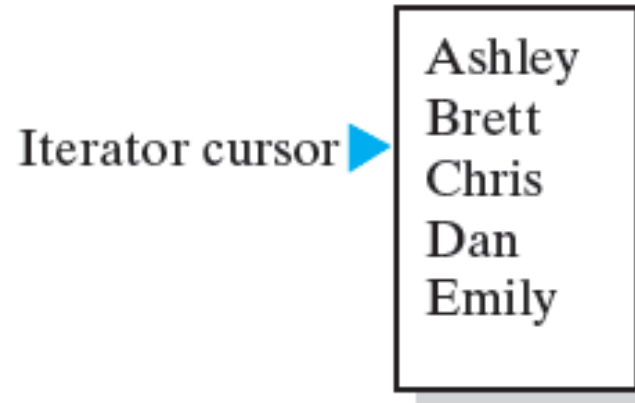 Ashley
Brett
Iterator cursor
Chris
Dan
Emily